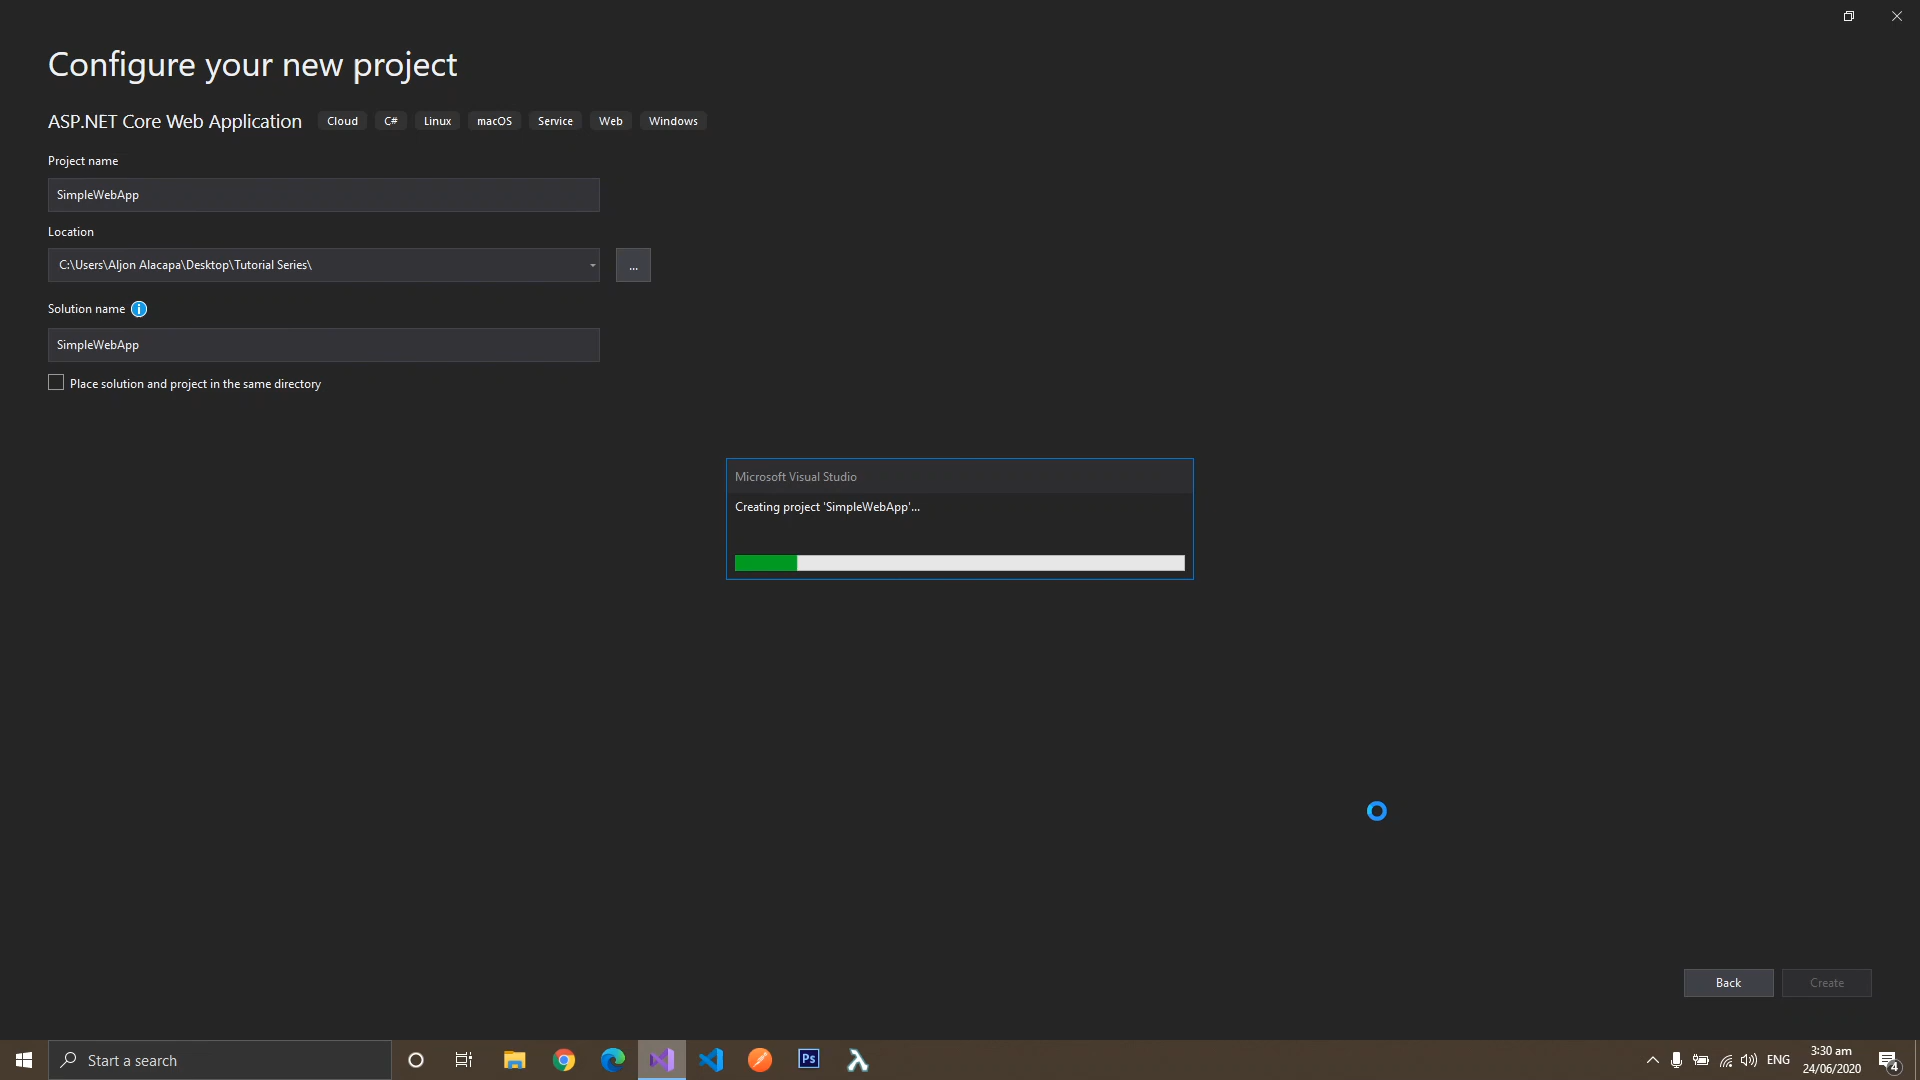 Configure your new project
ASP.NET Core Web Application Cloud C# Linux macOS Service Web Windows
Project name
SimpleWebApp
Location
C:\Users\Aljon Alacapa\Desktop\Tutorial Series\
...
Solution name
SimpleWebApp
Place solution and project in the same directory
Microsoft Visual Studio
Creating project 'SimpleWebApp'...
Back Create
Start a search
Ps
ENG
3:30 am
24/06/2020
4